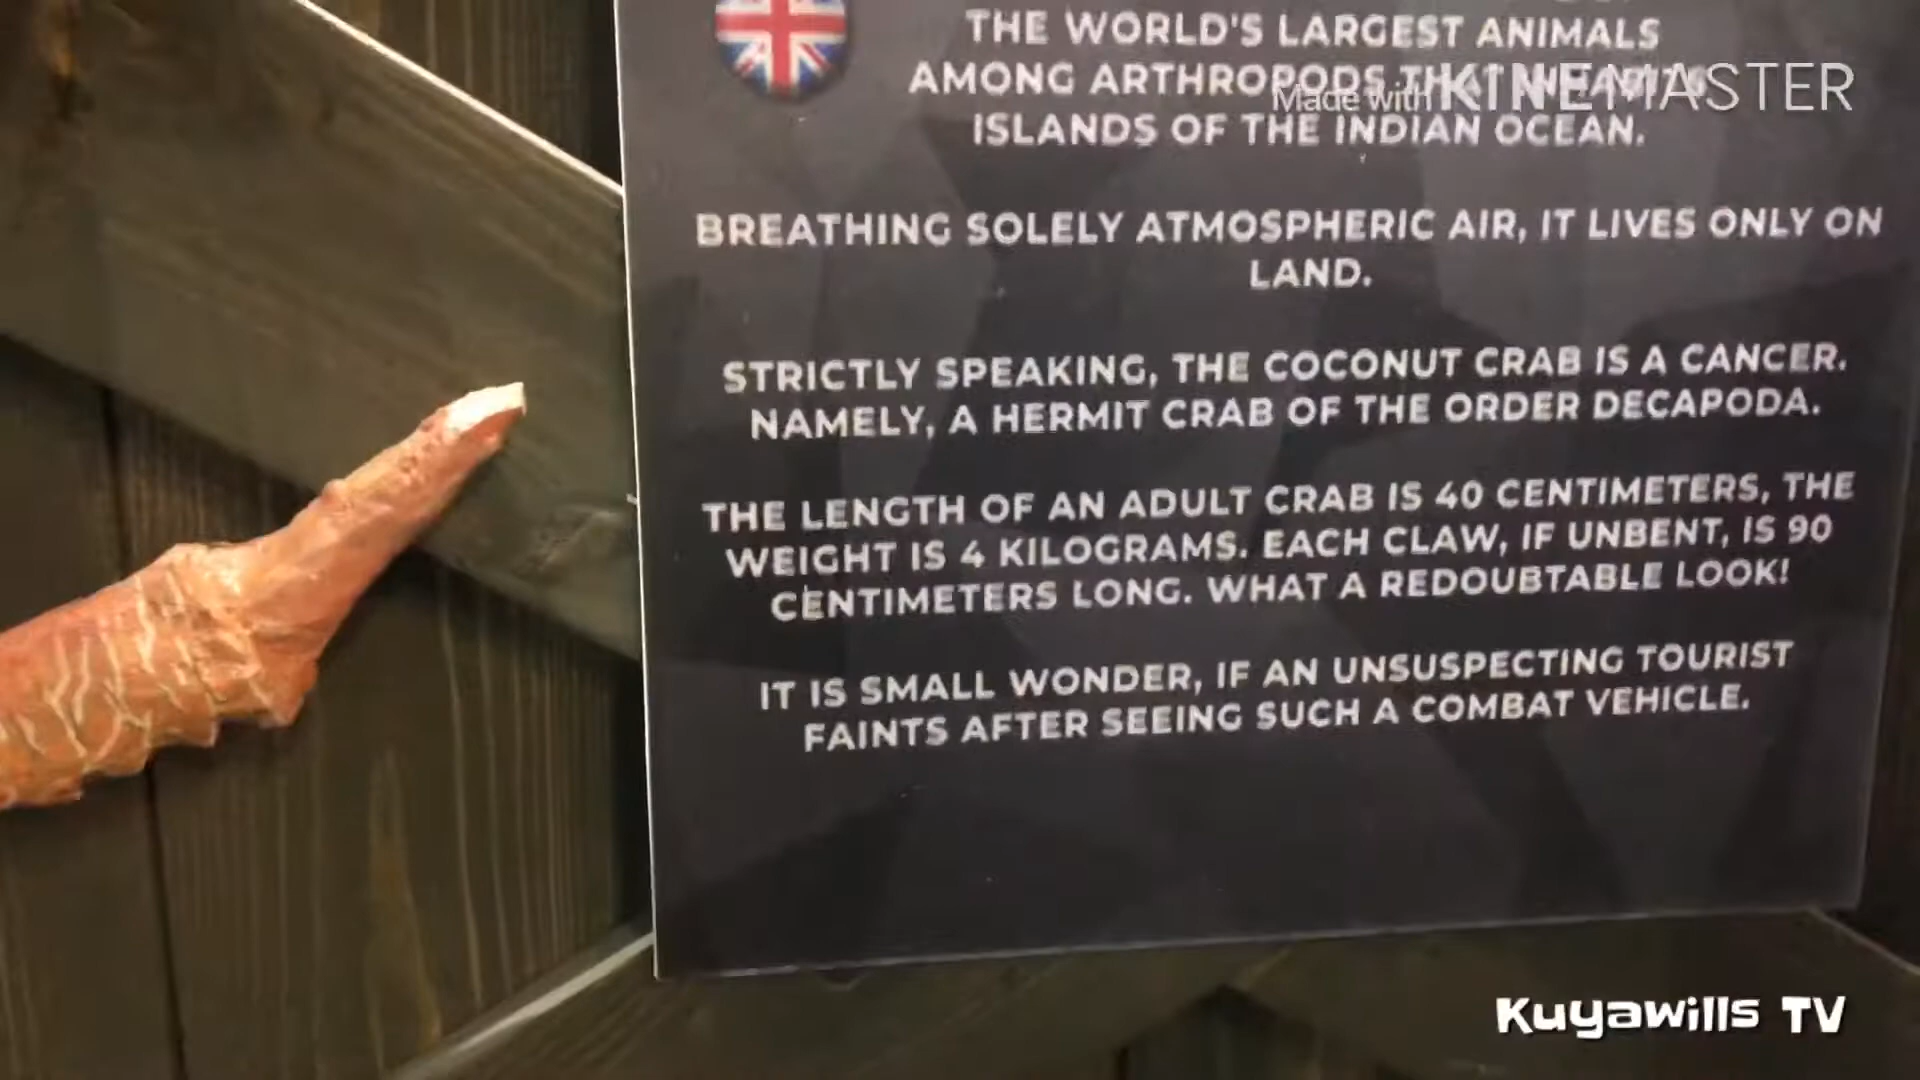 THE WORLD'S LARGEST ANIMALS
AMONG ARTHROPODS THAT
Made with KINEMASTER
ISLANDS OF THE INDIAN OCEAN.
BREATHING SOLELY ATMOSPHERIC AIR, IT LIVES ONLY ON
LAND.
STRICTLY SPEAKING, THE COCONUT CRAB IS A CANCER.
NAMELY, A HERMIT CRAB OF THE ORDER DECAPODA.
THE LENGTH OF AN ADULT CRAB IS 40 CENTIMETERS, THE
WEIGHT IS 4 KILOGRAMS. EACH CLAW, IF UNBENT, IS 90
CENTIMETERS LONG. WHAT A REDOUBTABLE LOOK!
IT IS SMALL WONDER, IF AN UNSUSPECTING TOURIST
FAINTS AFTER SEEING SUCH A COMBAT VEHICLE.
Kuyawills TV